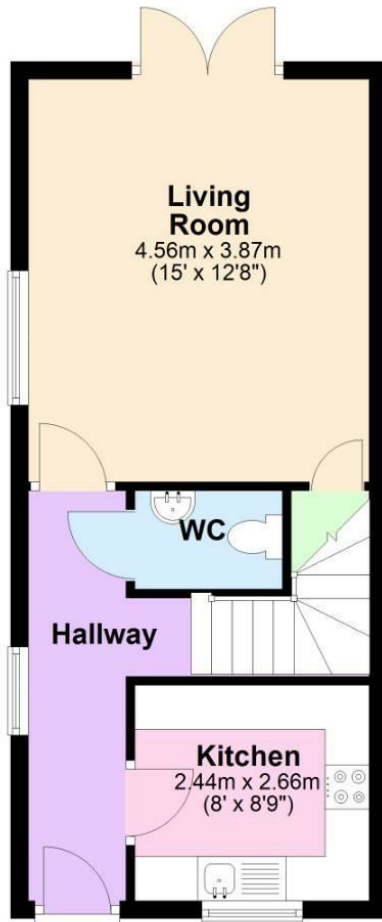 Living
Room
4.56m x 3.87m
(15' x 12'8")
WC
Hallway
Kitchen
2.44m x 2.66m
(8' x 8'9")